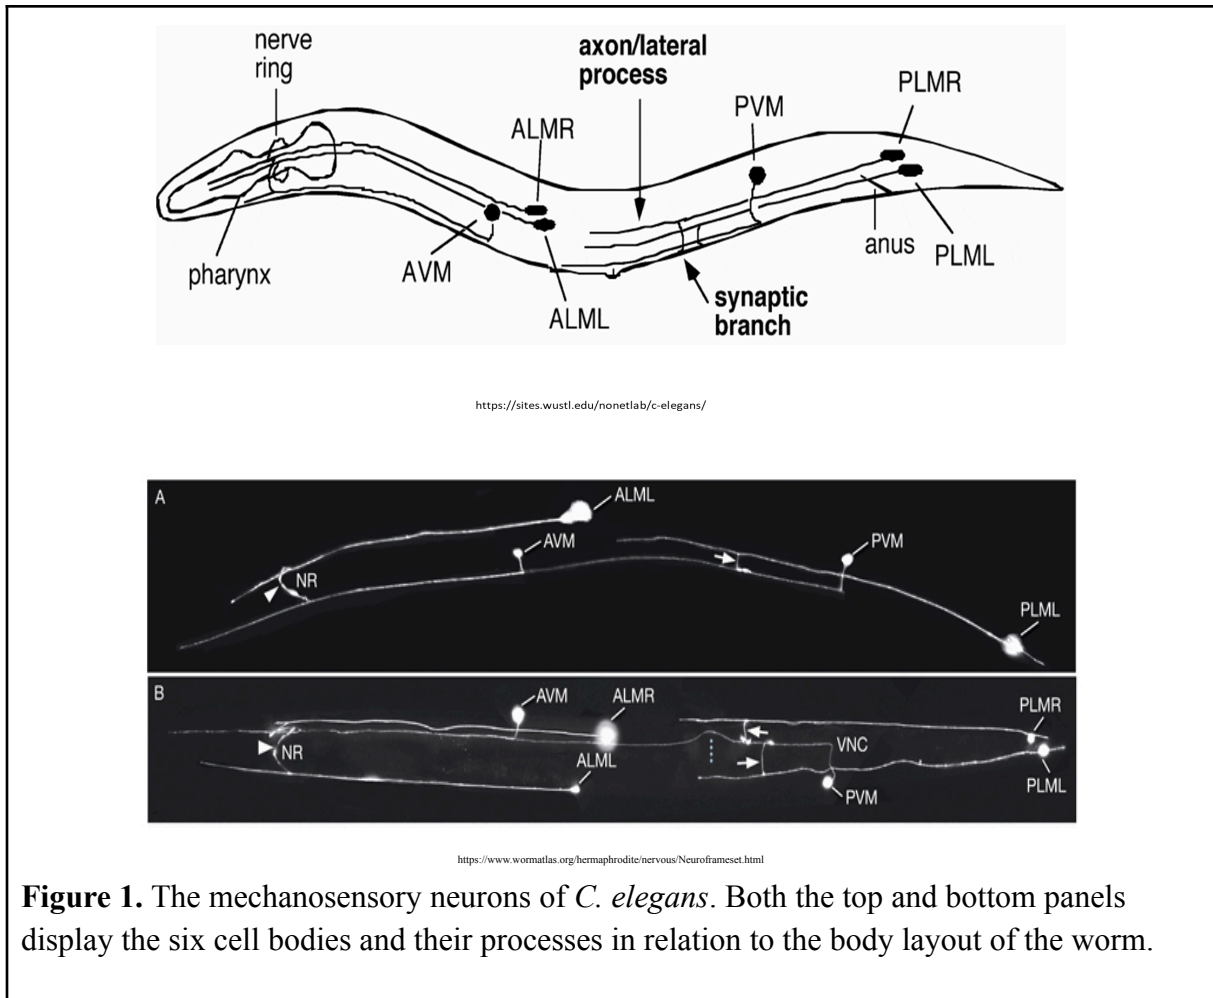 nerve
ring
axon/lateral
process
PLMR
PVM
ALMR
pharynx
AVM
ALML
synaptic
branch
anus
PLML
https://sites.wustl.edu/nonetlab/c-elegans/
A
ALML
AVM
PVM
NR
PLML
B
AVM
ALMR
PLMR
NR
VNC
ALML
PVM
PLML
https://www.wormatlas.org/hermaphrodite/nervous/Neuroframeset.html
Figure 1. The mechanosensory neurons of C. elegans. Both the top and bottom panels
display the six cell bodies and their processes in relation to the body layout of the worm.